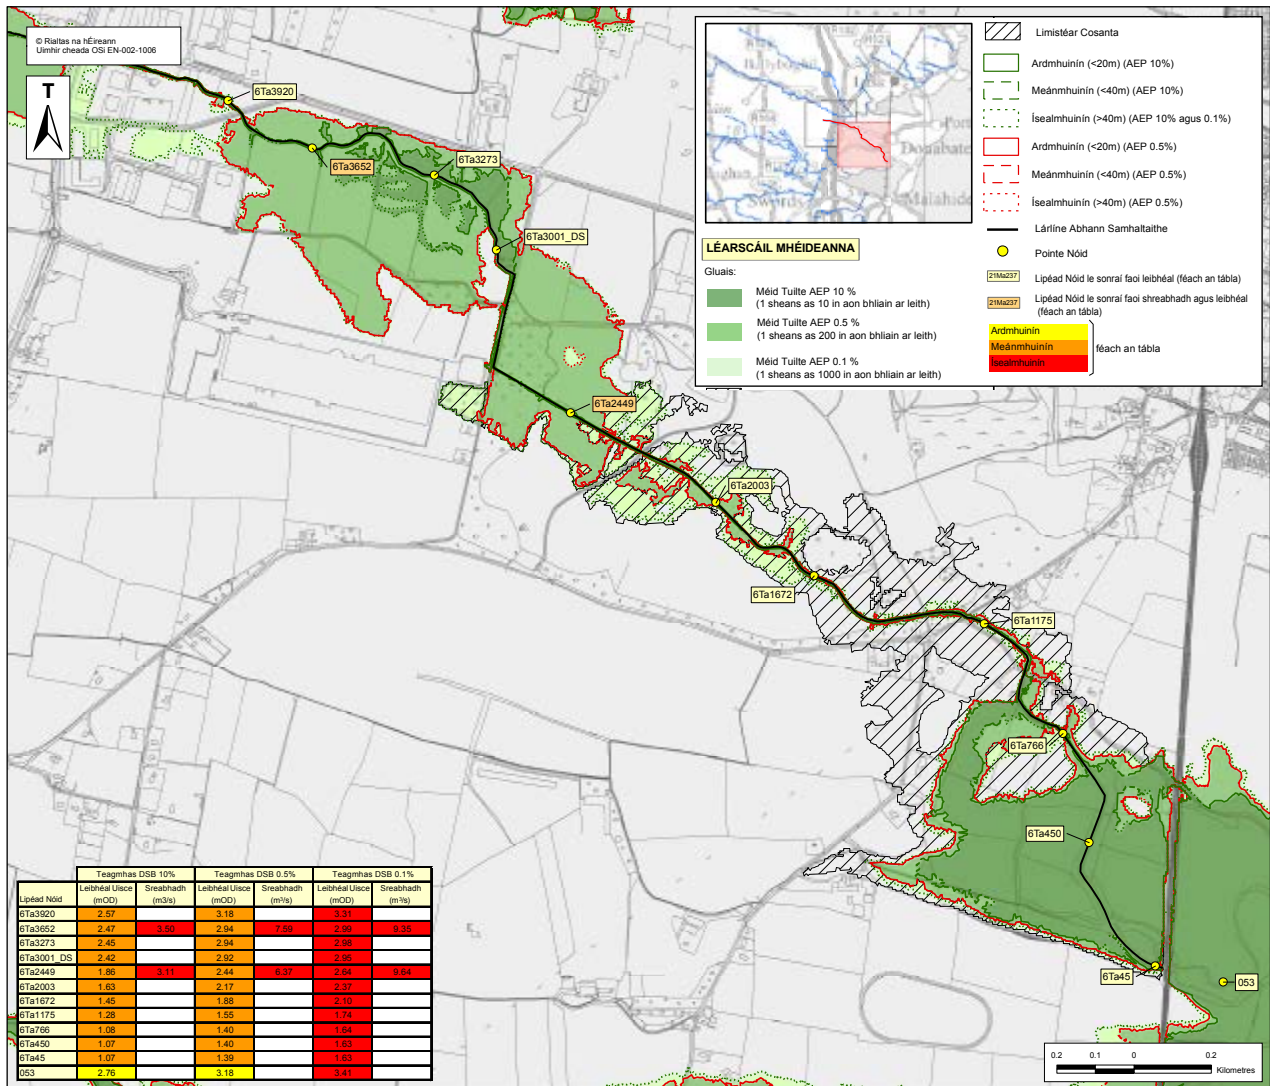 © Rialtas na hÉireann
Uimhir cheada OSi EN-002-1006
T
6Ta3920
6Ta3652
6Ta3273
6Ta3001_DS
6Ta2449
6Ta2003
6Ta1672
6Ta1175
6Ta766
6Ta450
6Ta45
053
Donabate
Swords
Malahide
LÉARSCÁIL MHÉIDEANNA
Gluais:
Méid Tuilte AEP 10 %
(1 sheans as 10 in aon bhliain ar leith)
Méid Tuilte AEP 0.5 %
(1 sheans as 200 in aon bhliain ar leith)
Méid Tuilte AEP 0.1 %
(1 sheans as 1000 in aon bhliain ar leith)
Limistéar Cosanta
Ardmhuinín (<20m) (AEP 10%)
Meánmhuinín (<40m) (AEP 10%)
Ísealmhuinín (>40m) (AEP 10% agus 0.1%)
Ardmhuinín (<20m) (AEP 0.5%)
Meánmhuinín (<40m) (AEP 0.5%)
Ísealmhuinín (>40m) (AEP 0.5%)
Lárlíne Abhann Samhaltaithe
Pointe Nóid
21Ma237 Lipéad Nóid le sonraí faoi leibhéal (féach an tábla)
21Ma237 Lipéad Nóid le sonraí faoi shreabhadh agus leibhéal
(féach an tábla)
Ardmhuinín
Meánmhuinín
Ísealmhuinín
féach an tábla
Teagmhas DSB 10% Teagmhas DSB 0.5% Teagmhas DSB 0.1%
Lipéad Nóid Leibhéal Uisce Sreabhadh Leibhéal Uisce Sreabhadh Leibhéal Uisce Sreabhadh
(mOD) (m3/s) (mOD) (m³/s) (mOD) (m³/s)
6Ta3920 2.57 3.18 3.31
6Ta3652 2.47 3.50 2.94 7.59 2.99 9.35
6Ta3273 2.45 2.94 2.98
6Ta3001_DS 2.42 2.92 2.95
6Ta2449 1.86 3.11 2.44 6.37 2.64 9.64
6Ta2003 1.63 2.17 2.37
6Ta1672 1.45 1.88 2.10
6Ta1175 1.28 1.55 1.74
6Ta766 1.08 1.40 1.64
6Ta450 1.07 1.40 1.63
6Ta45 1.07 1.39 1.63
053 2.76 3.18 3.41
0.2 0.1 0 0.2
Kilometres